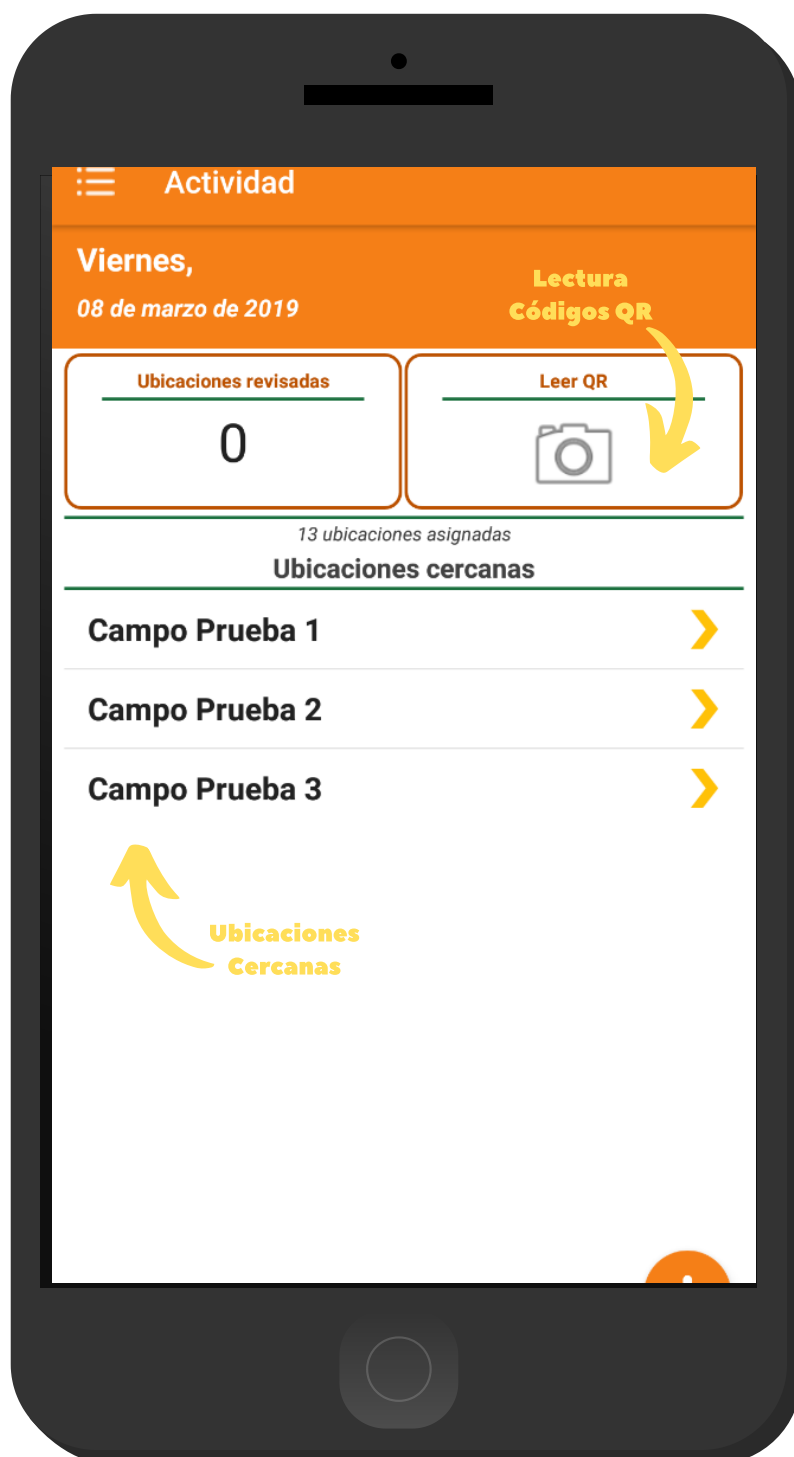 Actividad
Viernes,
08 de marzo de 2019
Lectura
Códigos QR
Ubicaciones revisadas
0
Leer QR
13 ubicaciones asignadas
Ubicaciones cercanas
Campo Prueba 1
Campo Prueba 2
Campo Prueba 3
Ubicaciones
Cercanas